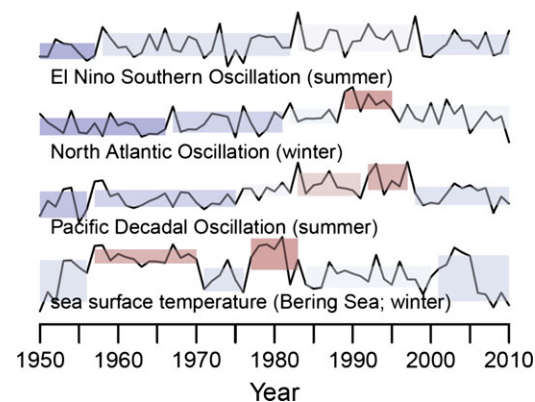 El Nino Southern Oscillation (summer)
North Atlantic Oscillation (winter)
Pacific Decadal Oscillation (summer)
sea surface temperature (Bering Sea; winter)
1950 1960 1970 1980 1990 2000 2010
Year